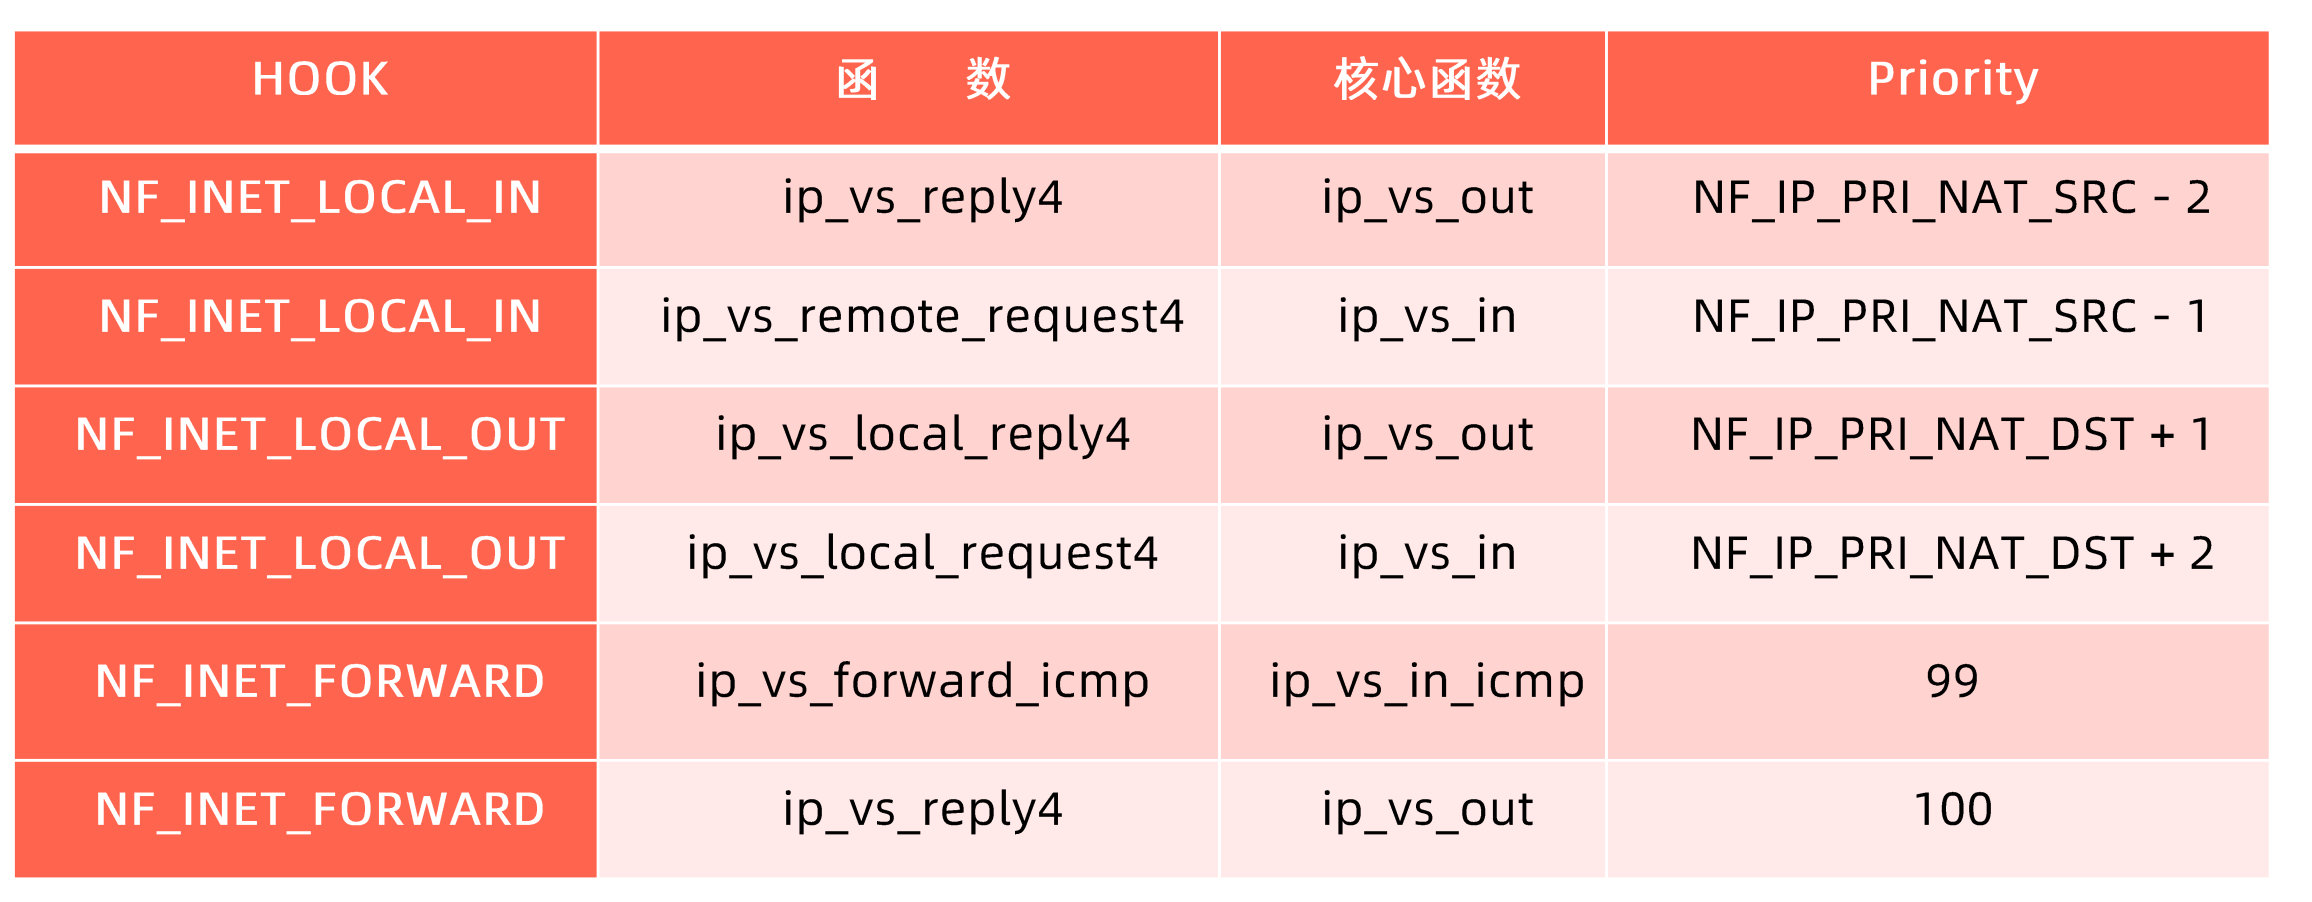 HOOK 函 数 核心函数 Priority
NF_INET_LOCAL_IN ip_vs_reply4 ip_vs_out NF_IP_PRI_NAT_SRC - 2
NF_INET_LOCAL_IN ip_vs_remote_request4 ip_vs_in NF_IP_PRI_NAT_SRC - 1
NF_INET_LOCAL_OUT ip_vs_local_reply4 ip_vs_out NF_IP_PRI_NAT_DST + 1
NF_INET_LOCAL_OUT ip_vs_local_request4 ip_vs_in NF_IP_PRI_NAT_DST + 2
NF_INET_FORWARD ip_vs_forward_icmp ip_vs_in_icmp 99
NF_INET_FORWARD ip_vs_reply4 ip_vs_out 100